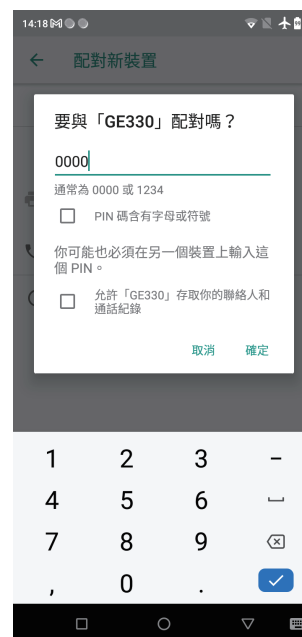 14:18
配對新裝置
要與「GE330」配對嗎？
0000
通常為 0000 或 1234
PIN 碼含有字母或符號
你可能也必須在另一個裝置上輸入這
個 PIN。
允許「GE330」存取你的聯絡人和
通話紀錄
取消 確定
1 2 3 -
4 5 6
7 8 9
, 0 .